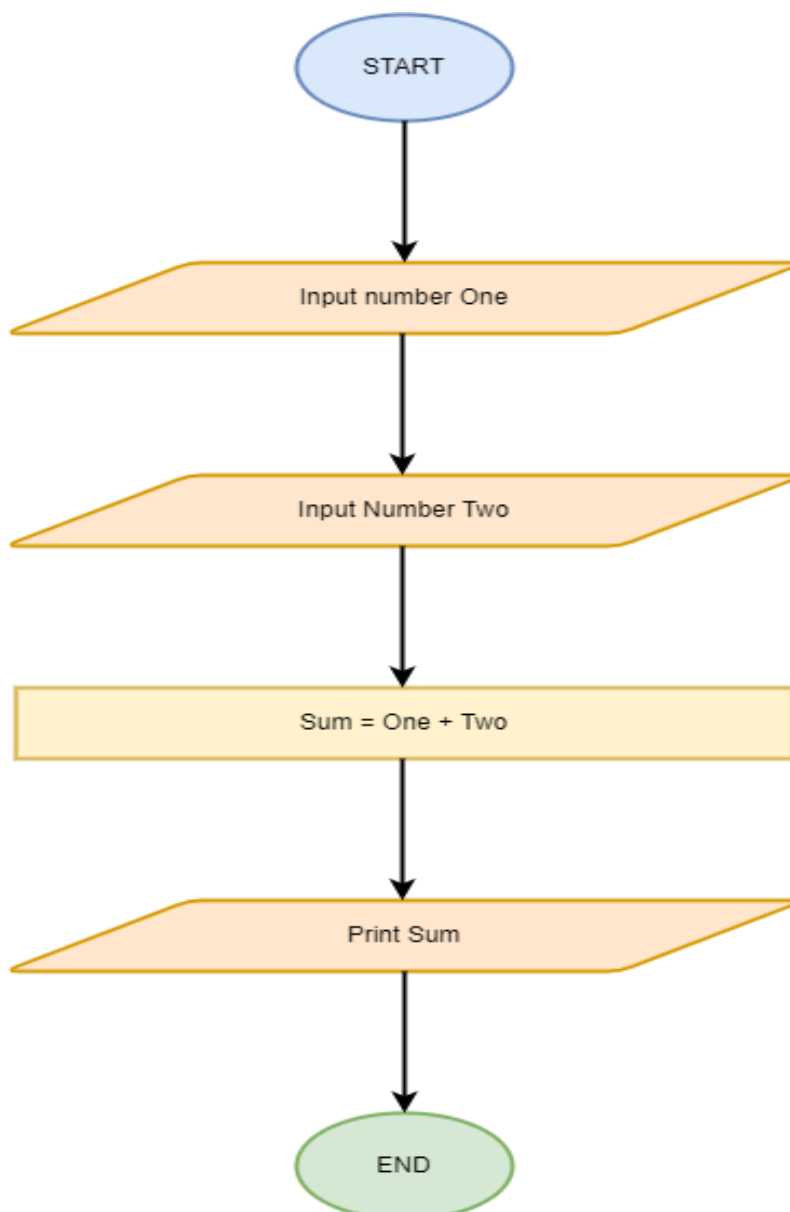 START
Input number One
Input Number Two
Sum = One + Two
Print Sum
END